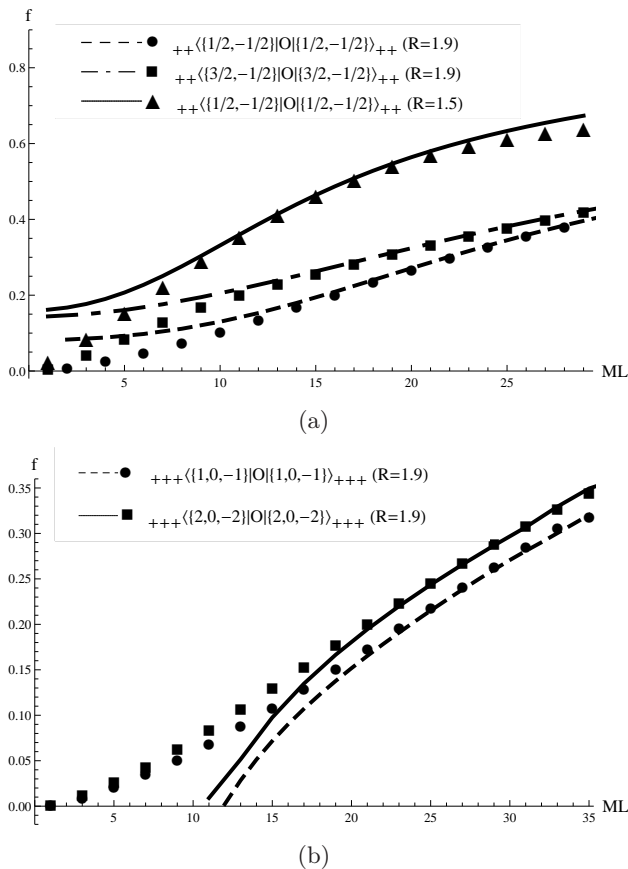 f
++⟨{1/2,−1/2}|O|{1/2,−1/2}⟩++ (R=1.9)
++⟨{3/2,−1/2}|O|{3/2,−1/2}⟩++ (R=1.9)
++⟨{1/2,−1/2}|O|{1/2,−1/2}⟩++ (R=1.5)
0.8
0.6
0.4
0.2
0.0
5 10 15 20 25 ML
(a)
f
+++⟨{1,0,−1}|O|{1,0,−1}⟩+++ (R=1.9)
+++⟨{2,0,−2}|O|{2,0,−2}⟩+++ (R=1.9)
0.35
0.30
0.25
0.20
0.15
0.10
0.05
0.00
5 10 15 20 25 30 35 ML
(b)